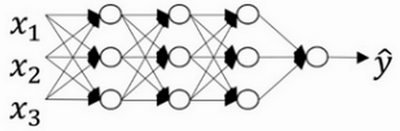 x₁
x₂
x₃
ŷ